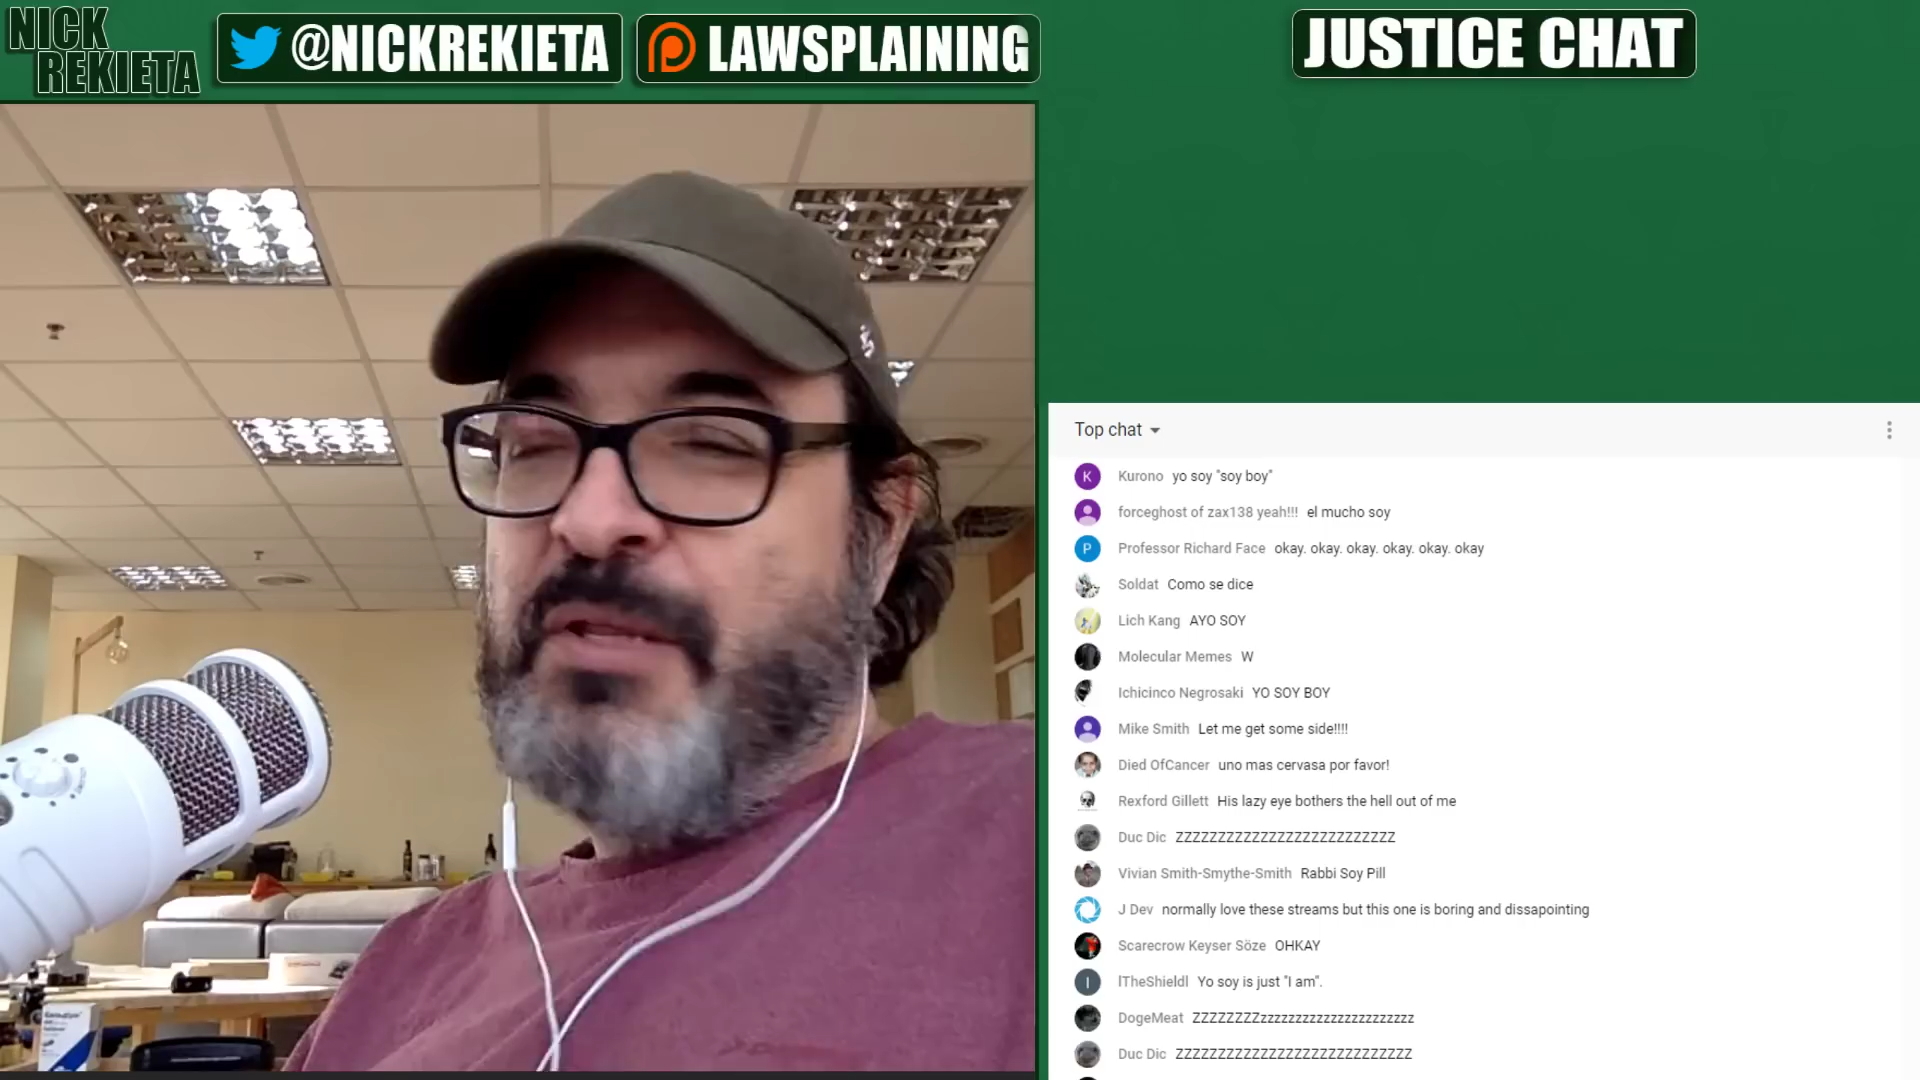 NICK
REKIETA
@NICKREKIETA
LAWSPLAINING
JUSTICE CHAT
Top chat
K Kurono yo soy "soy boy"
forceghost of zax138 yeah!!! el mucho soy
P Professor Richard Face okay. okay. okay. okay. okay. okay
Soldat Como se dice
Lich Kang AYO SOY
Molecular Memes W
Ichicinco Negrosaki YO SOY BOY
Mike Smith Let me get some side!!!!
Died OfCancer uno mas cervasa por favor!
Rexford Gillett His lazy eye bothers the hell out of me
Duc Dic ZZZZZZZZZZZZZZZZZZZZZZZZZZ
Vivian Smith-Smythe-Smith Rabbi Soy Pill
J Dev normally love these streams but this one is boring and dissapointing
Scarecrow Keyser Söze OHKAY
I ITheShieldI Yo soy is just "I am".
DogeMeat ZZZZZZZZzzzzzzzzzzzzzzzzzzzzzz
Duc Dic ZZZZZZZZZZZZZZZZZZZZZZZZZZZZ